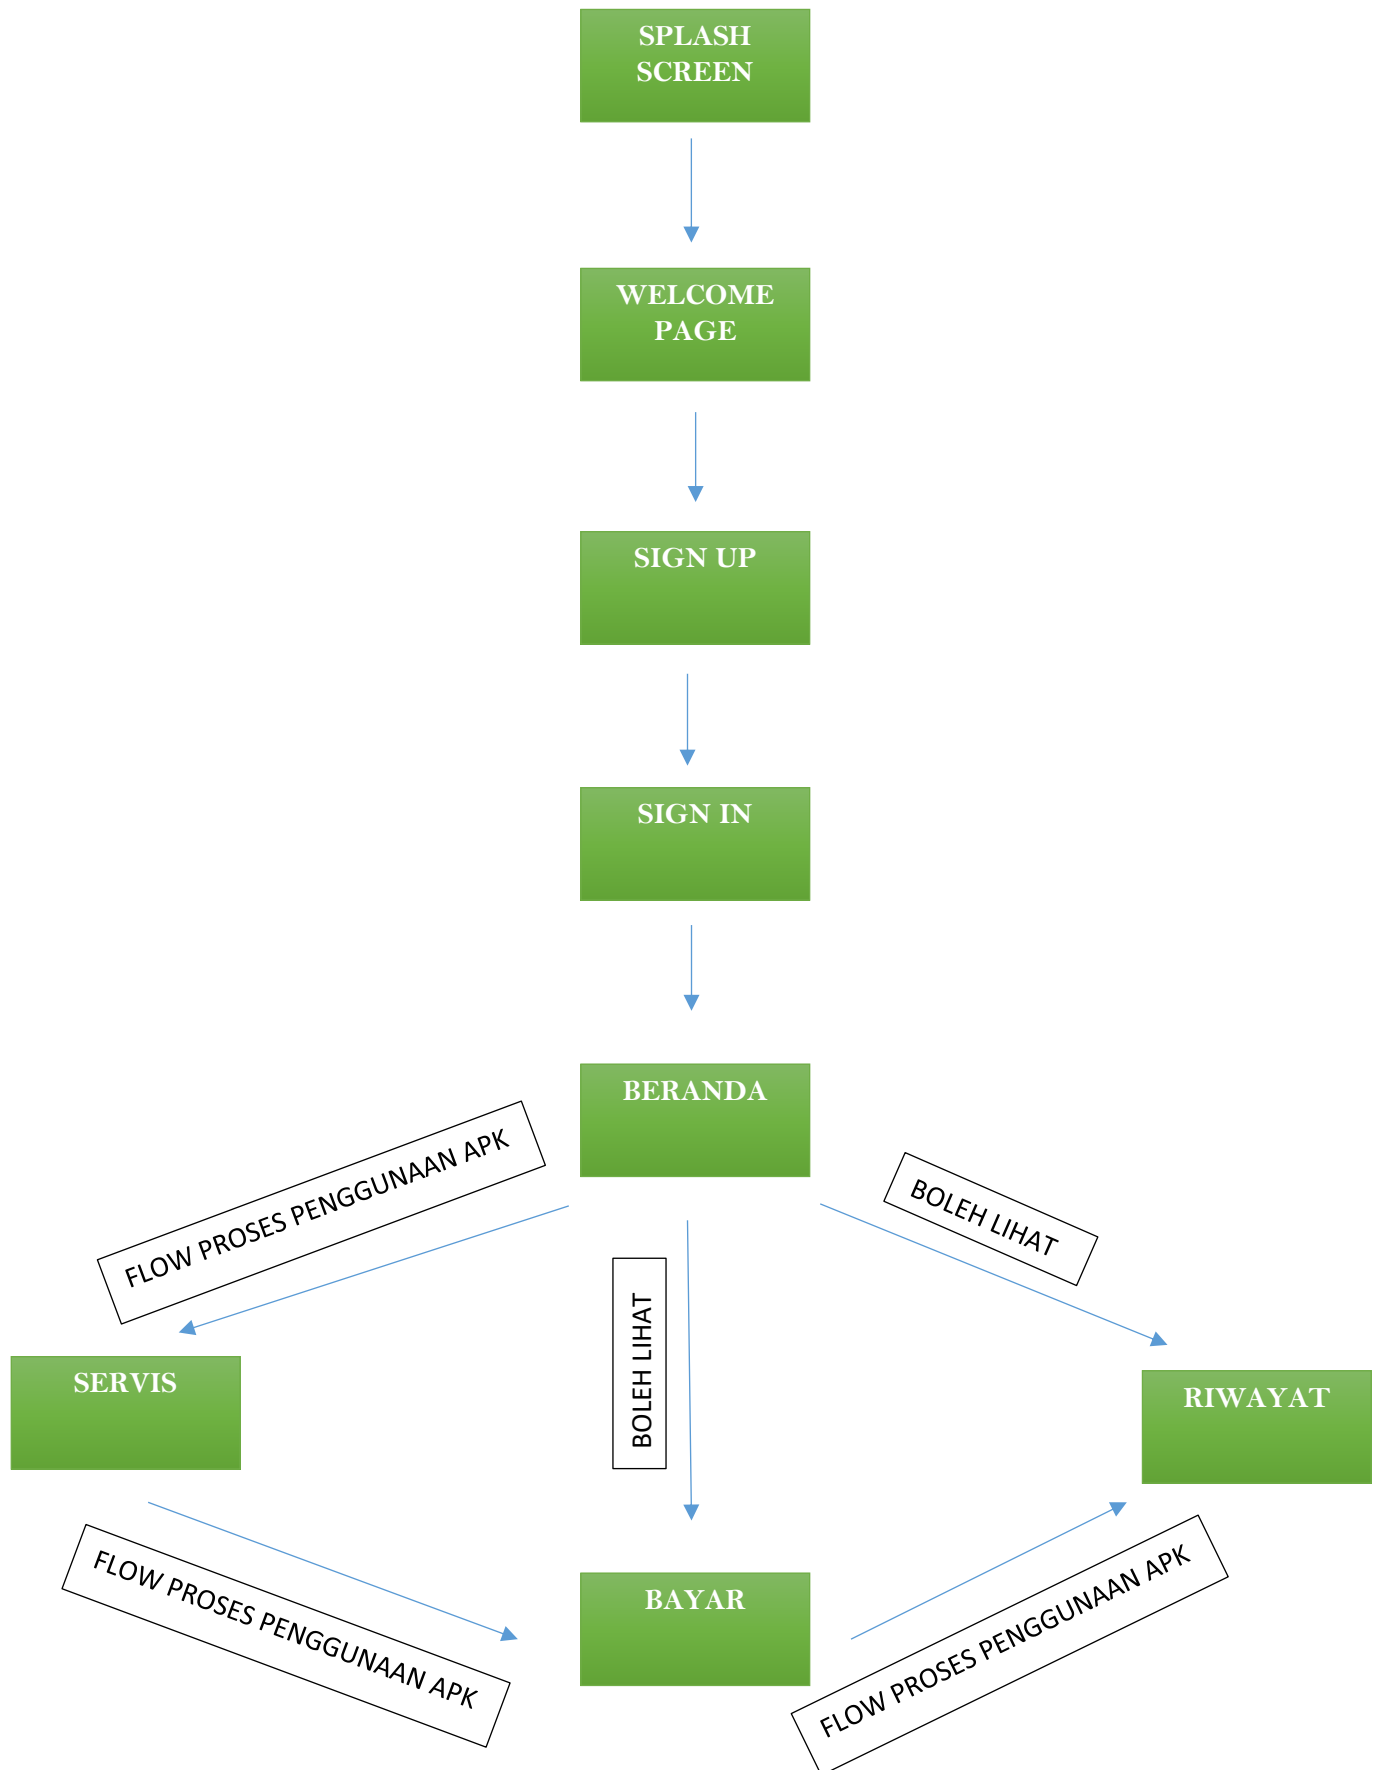 SPLASH
SCREEN
WELCOME
PAGE
SIGN UP
SIGN IN
BERANDA
FLOW PROSES PENGGUNAAN APK
BOLEH LIHAT
BOLEH LIHAT
SERVIS
RIWAYAT
FLOW PROSES PENGGUNAAN APK
BAYAR
FLOW PROSES PENGGUNAAN APK